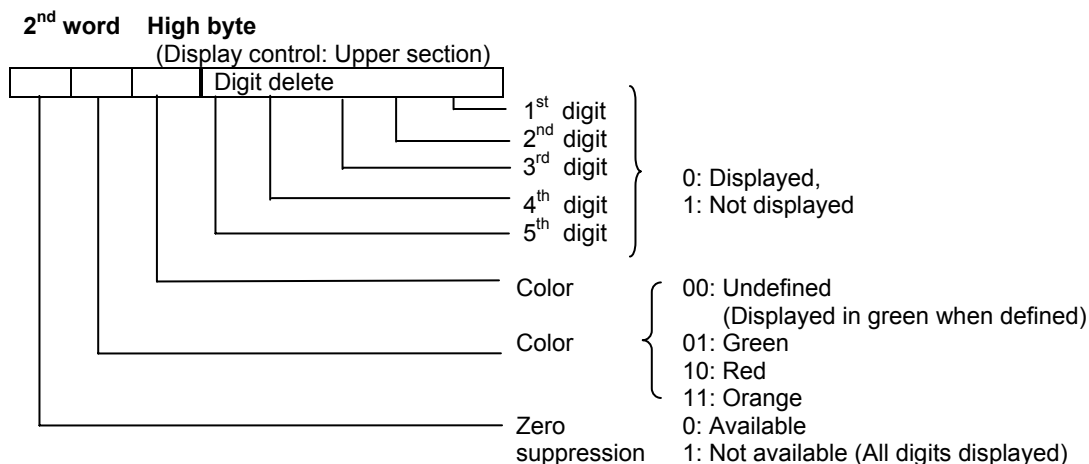 2nd word High byte
(Display control: Upper section)
Digit delete
1st digit
2nd digit
3rd digit
4th digit
5th digit
0: Displayed,
1: Not displayed
Color
Color
00: Undefined
(Displayed in green when defined)
01: Green
10: Red
11: Orange
Zero
suppression
0: Available
1: Not available (All digits displayed)